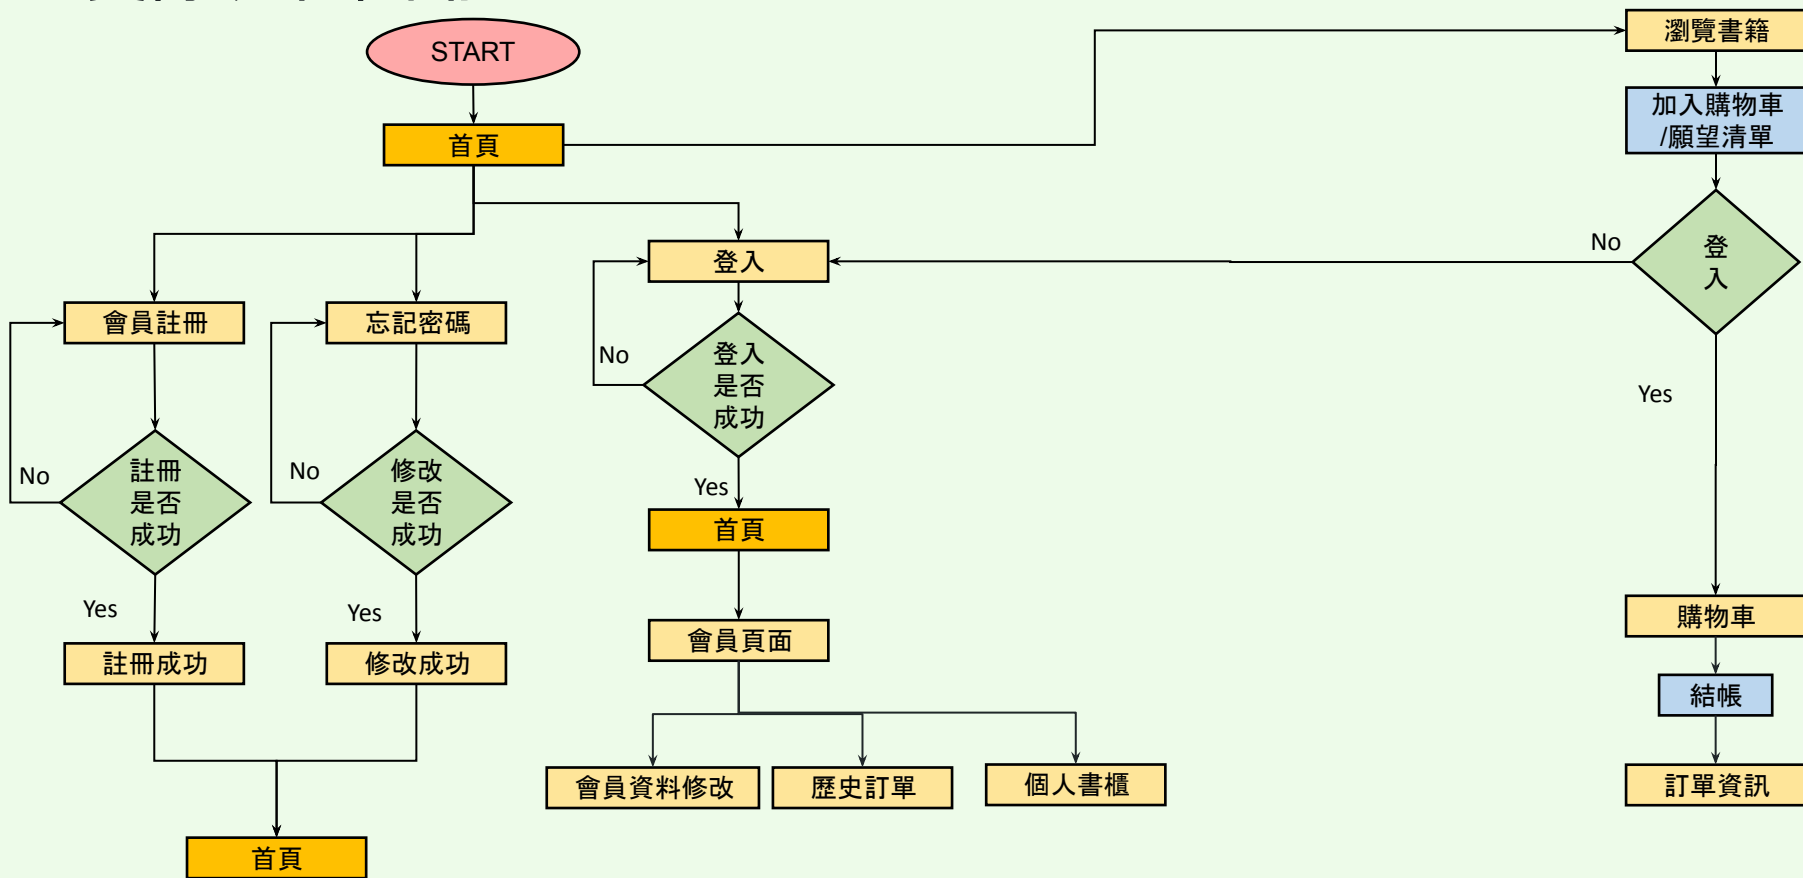 START
首頁
瀏覽書籍
加入購物車
/願望清單
登入
No
登
入
會員註冊
忘記密碼
No
登入
是否
成功
Yes
No
註冊
是否
成功
No
修改
是否
成功
Yes
首頁
Yes
Yes
會員頁面
購物車
註冊成功
修改成功
結帳
會員資料修改
歷史訂單
個人書櫃
訂單資訊
首頁